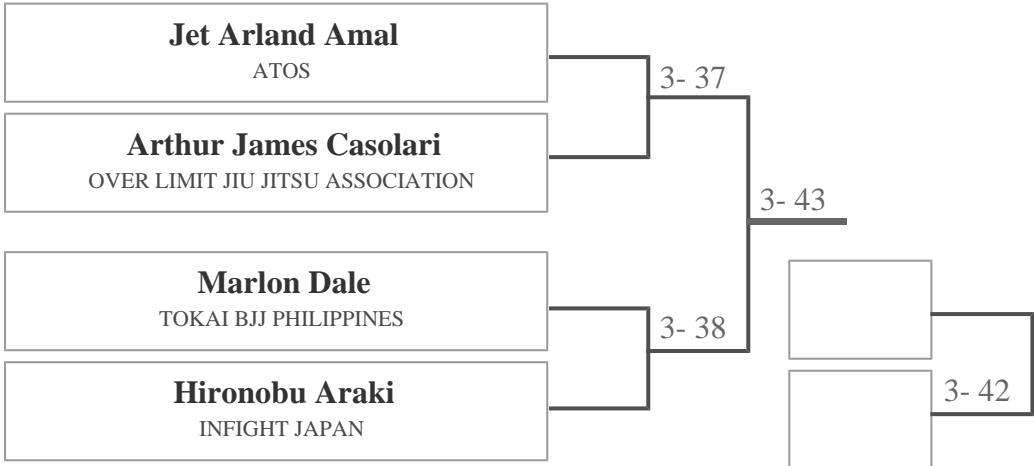 Jet Arland Amal
ATOS
3- 37
Arthur James Casolari
OVER LIMIT JIU JITSU ASSOCIATION
3- 43
Marlon Dale
TOKAI BJJ PHILIPPINES
3- 38
Hironobu Araki
INFIGHT JAPAN
3- 42